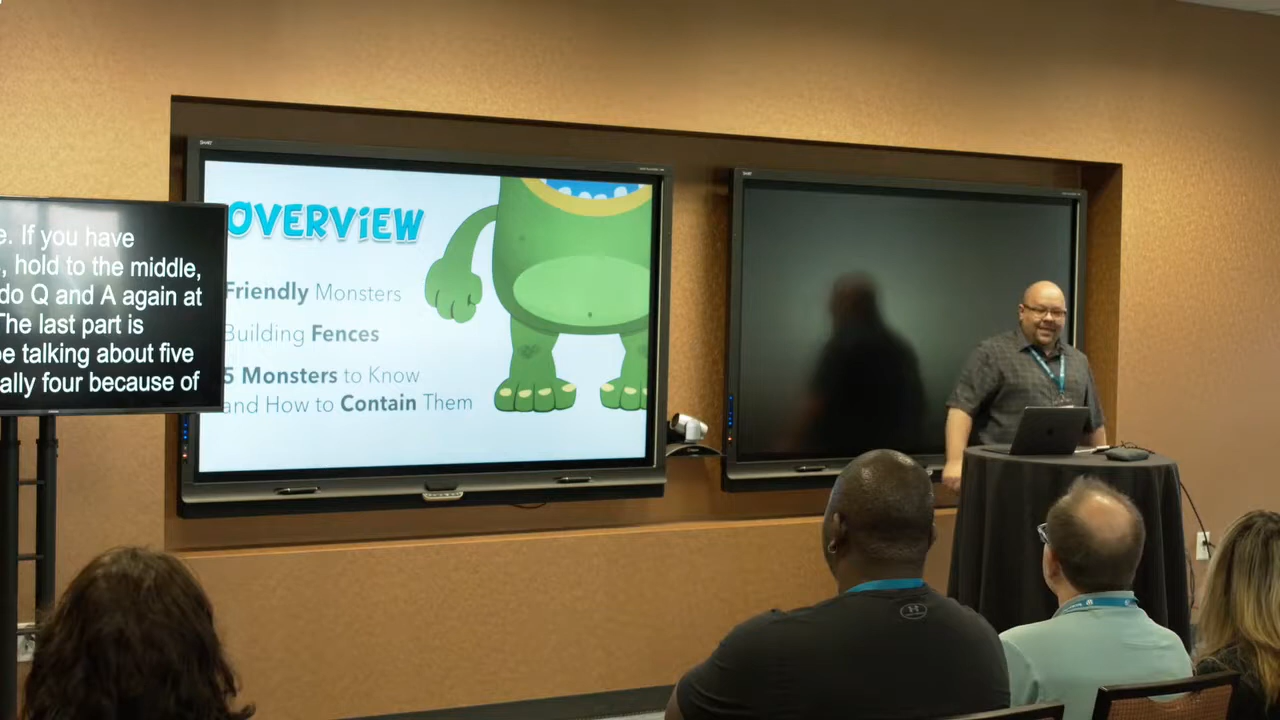 e. If you have
, hold to the middle,
do Q and A again at
The last part is
e talking about five
ally four because of
OVERViEW
Friendly Monsters
Building Fences
5 Monsters to Know
and How to Contain Them
SMART